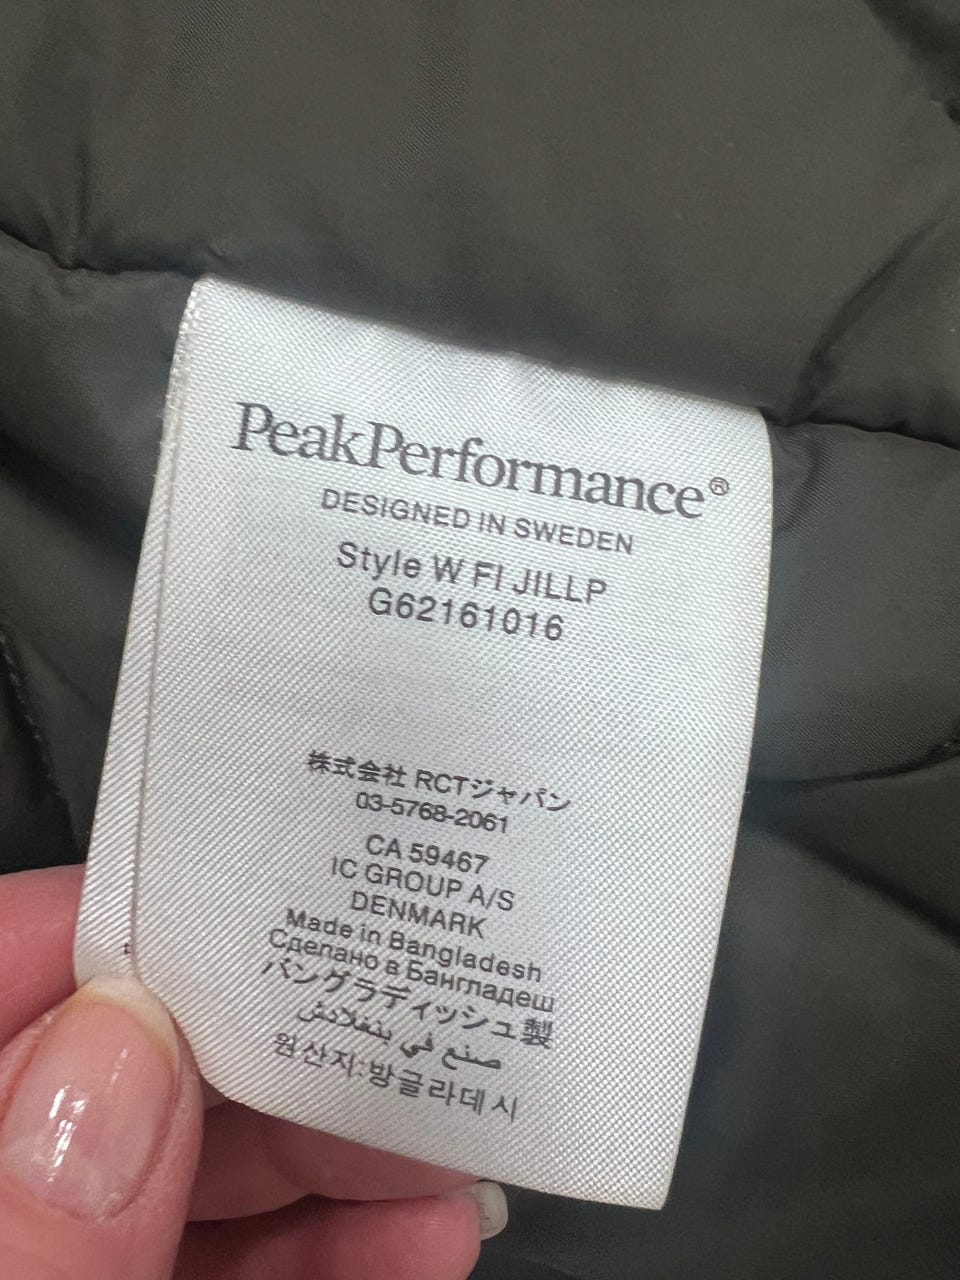 PeakPerformance®
DESIGNED IN SWEDEN
Style W FI JILLP
G62161016
株式会社 RCTジャパン
03-5768-2061
CA 59467
IC GROUP A/S
DENMARK
Made in Bangladesh
Сделано в Бангладеш
バングラディッシュ製
صنع في بنغلادش
원산지:방글라데시